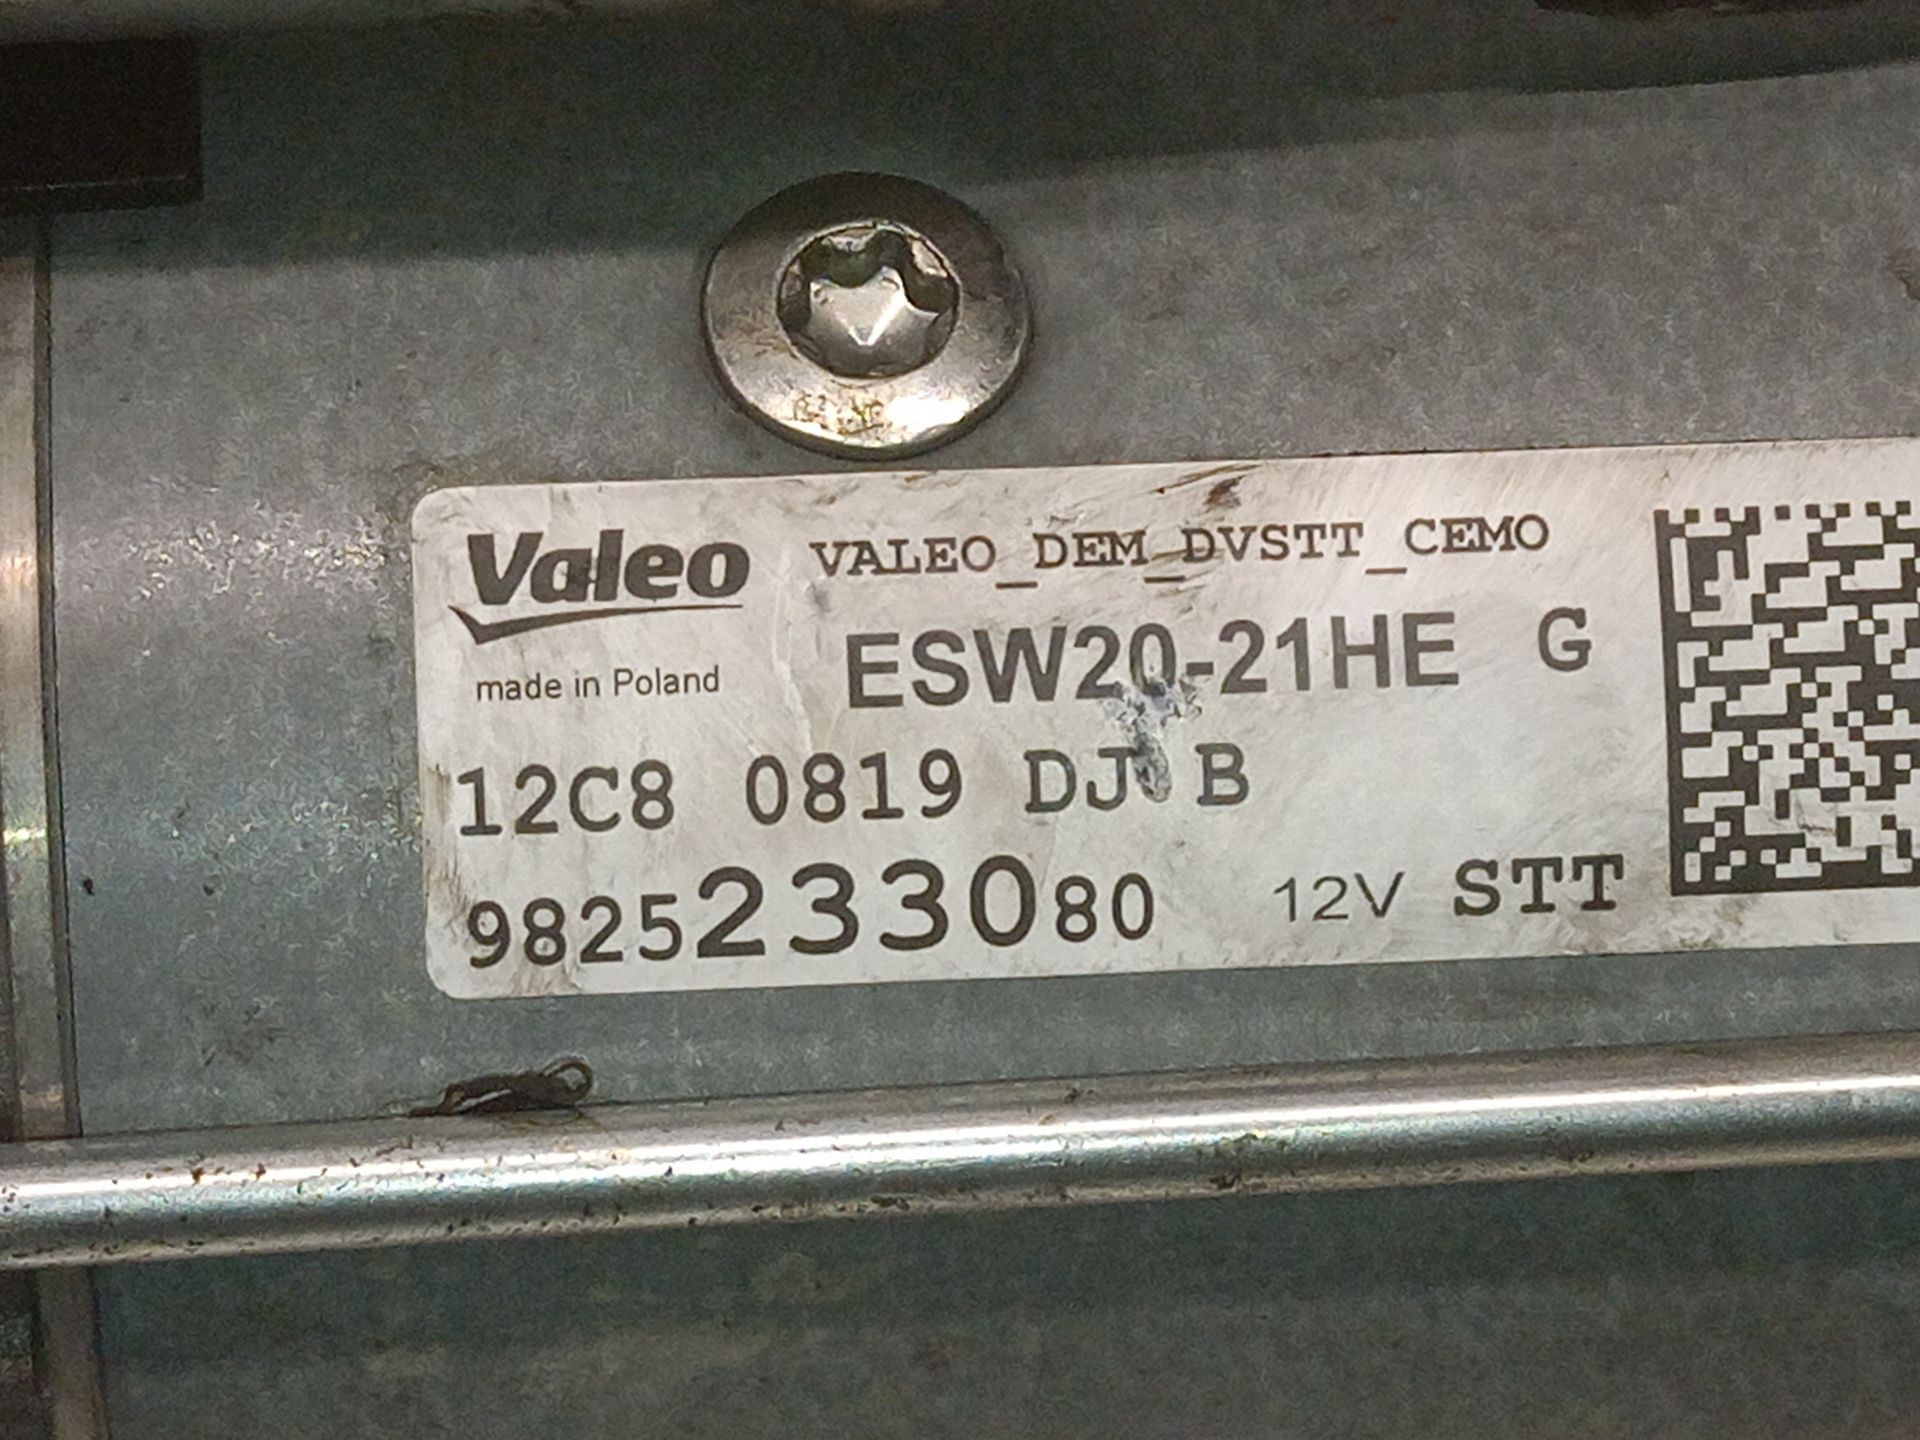 Valeo VALEO_DEM_DVSTT_CEMO
ESW20-21HE G
made in Poland
12C8 0819 DJ B
9825233080 12V STT